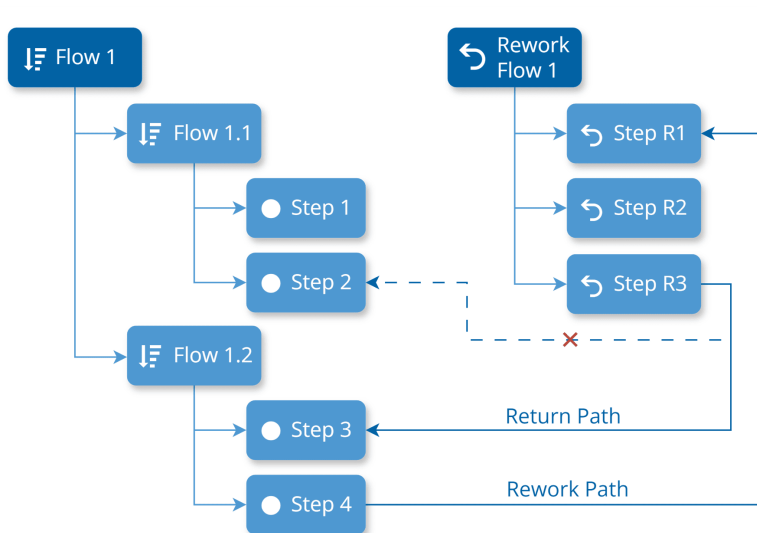 Flow 1
Rework
Flow 1
Flow 1.1
Step R1
Step 1
Step R2
Step 2
Step R3
Flow 1.2
Step 3
Return Path
Step 4
Rework Path